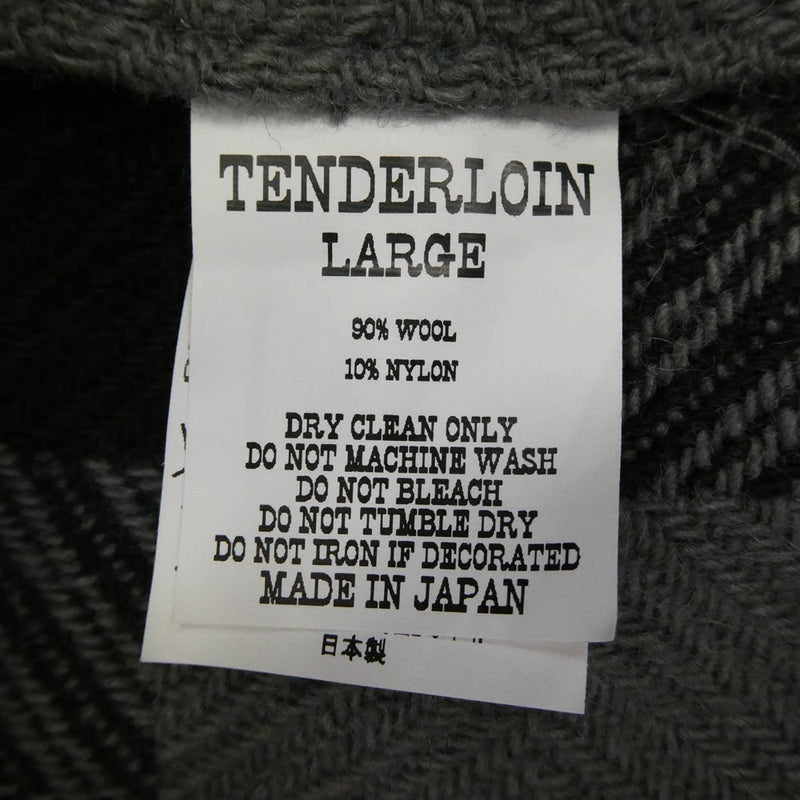 TENDERLOIN
LARGE
90% WOOL
10% NYLON
DRY CLEAN ONLY
DO NOT MACHINE WASH
DO NOT BLEACH
DO NOT TUMBLE DRY
DO NOT IRON IF DECORATED
MADE IN JAPAN
日本製